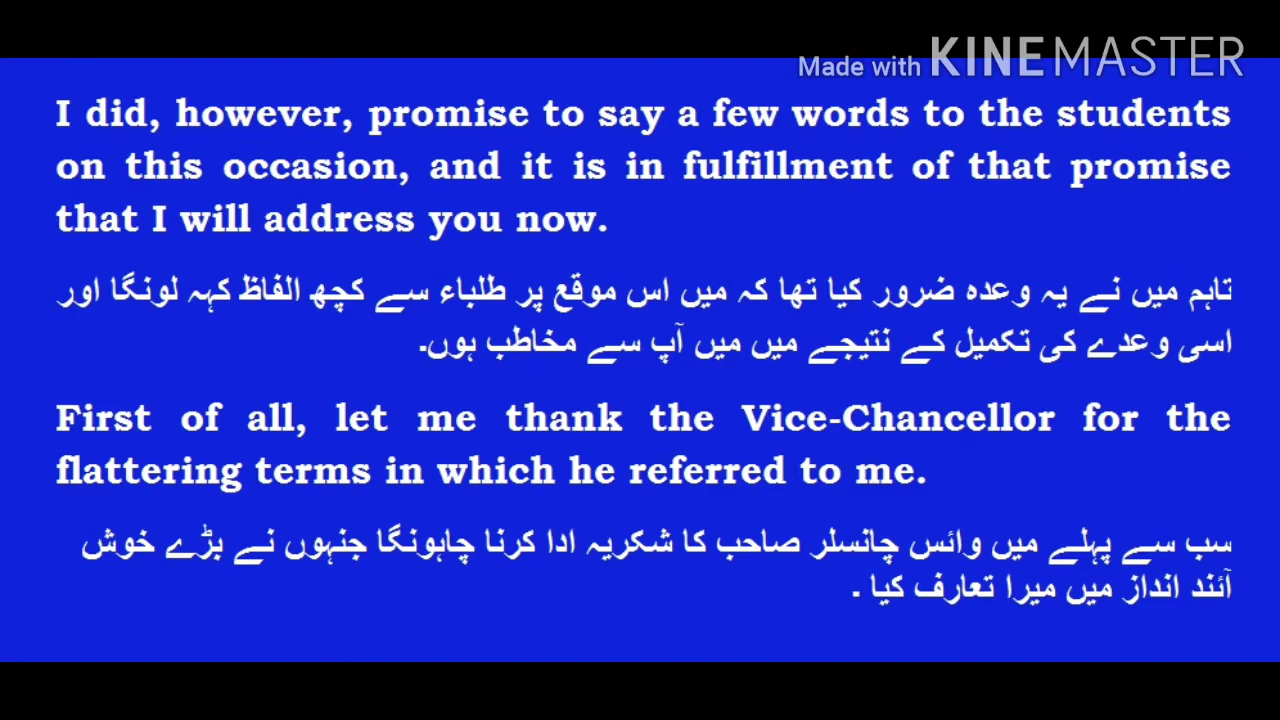 Made with KINEMASTER
I did, however, promise to say a few words to the students
on this occasion, and it is in fulfillment of that promise
that I will address you now.
تاہم میں نے یہ وعدہ ضرور کیا تھا کہ میں اس موقع پر طلباء سے کچھ الفاظ کہہ لونگا اور
اسی وعدے کی تکمیل کے نتیجے میں میں آپ سے مخاطب ہوں۔
First of all, let me thank the Vice-Chancellor for the
flattering terms in which he referred to me.
سب سے پہلے میں وائس چانسلر صاحب کا شکریہ ادا کرنا چاہونگا جنہوں نے بڑے خوش
آئند انداز میں میرا تعارف کیا ۔